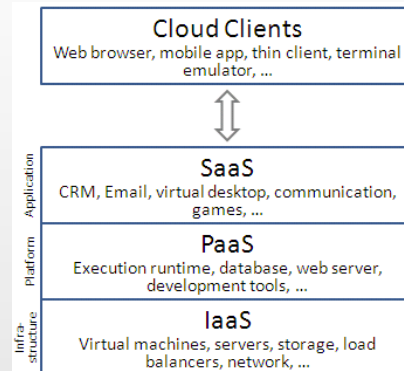 Cloud Clients
Web browser, mobile app, thin client, terminal
emulator, ...
Application
SaaS
CRM, Email, virtual desktop, communication,
games, ...
Platform
PaaS
Execution runtime, database, web server,
development tools, ...
Infra-
structure
IaaS
Virtual machines, servers, storage, load
balancers, network, ...